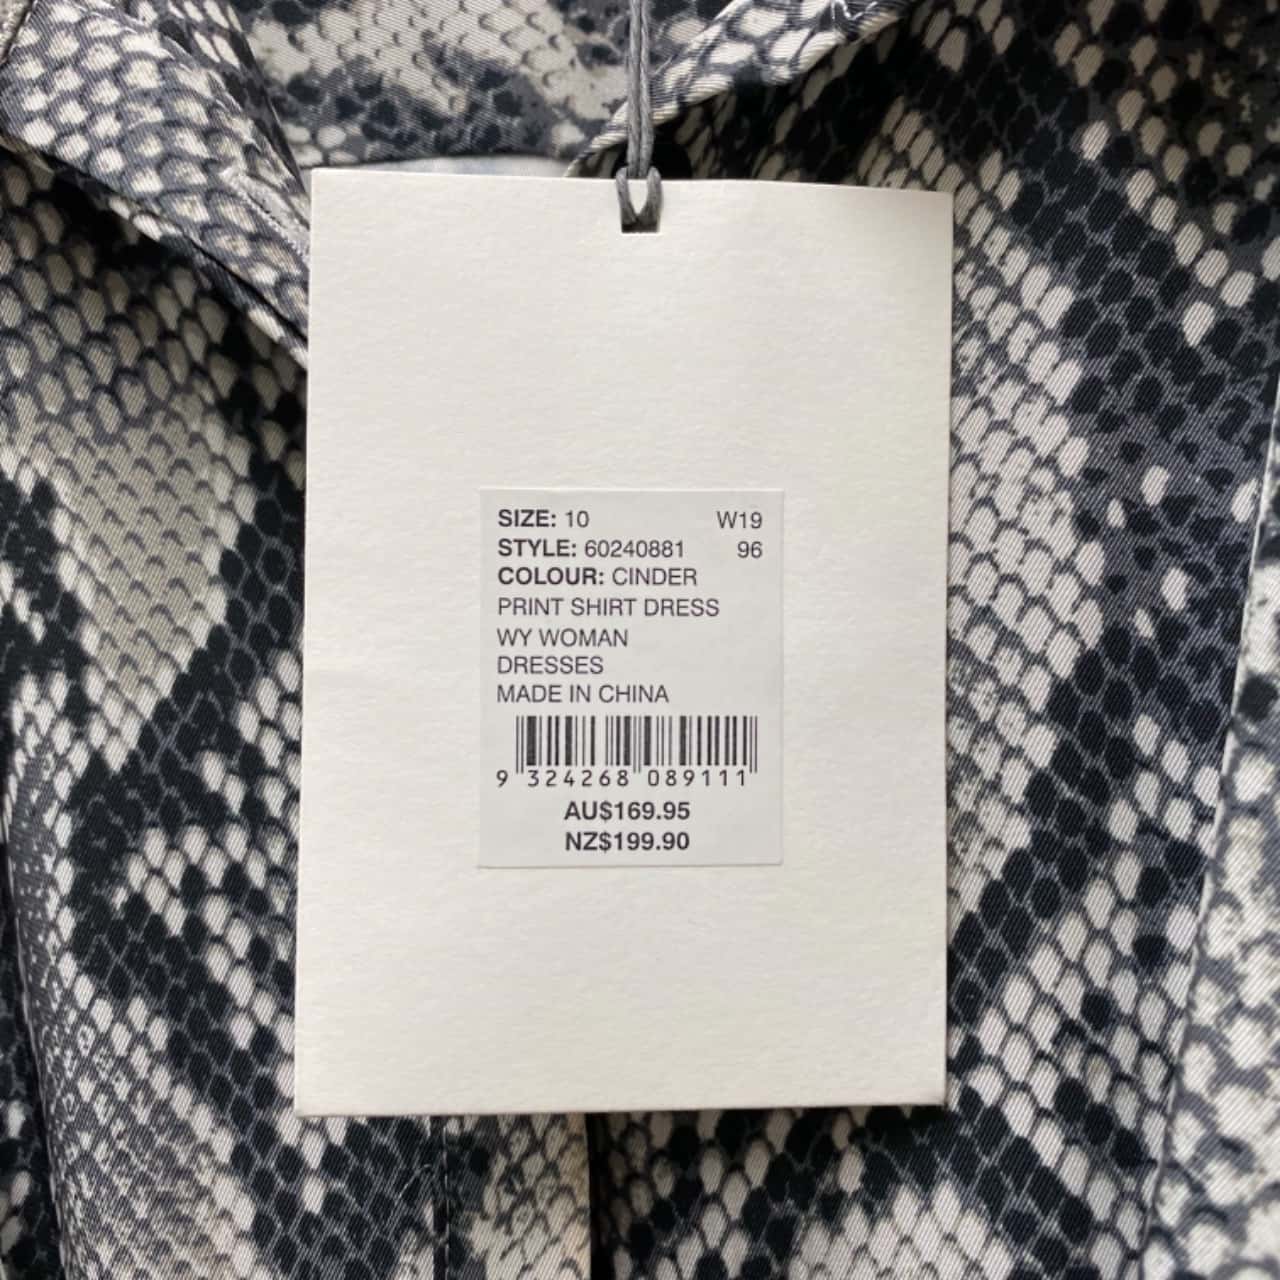 SIZE: 10 W19
STYLE: 60240881 96
COLOUR: CINDER
PRINT SHIRT DRESS
WY WOMAN
DRESSES
MADE IN CHINA
9 324268 089111
AU$169.95
NZ$199.90